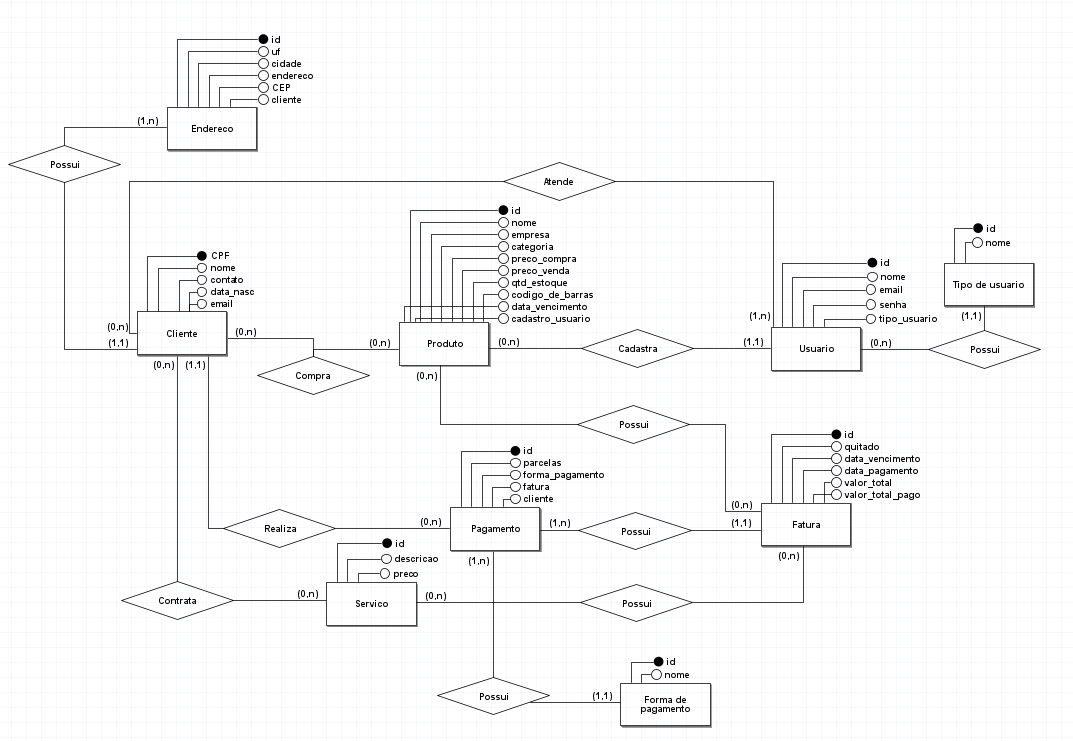 id
uf
cidade
endereco
CEP
cliente
(1,n)
Endereco
Possui
Atende
id
nome
empresa
categoria
preco_compra
preco_venda
qtd_estoque
codigo_de_barras
data_vencimento
cadastro_usuario
id
nome
Tipo de usuario
CPF
nome
contato
data_nasc
email
id
nome
email
senha
tipo_usuario
(0,n)
(1,1)
Cliente
(0,n)
(0,n)
Produto
(0,n)
Cadastra
(1,n)
(1,1)
Usuario
(0,n)
(1,1)
Possui
(0,n)
(1,1)
Compra
(0,n)
Possui
id
quitado
data_vencimento
data_pagamento
valor_total
valor_total_pago
id
parcelas
forma_pagamento
fatura
cliente
(0,n)
Realiza
(0,n)
Pagamento
(1,n)
Possui
(1,1)
Fatura
id
descricao
preco
(1,n)
(0,n)
Contrata
(0,n)
Servico
(0,n)
Possui
id
nome
Possui
(1,1)
Forma de
pagamento